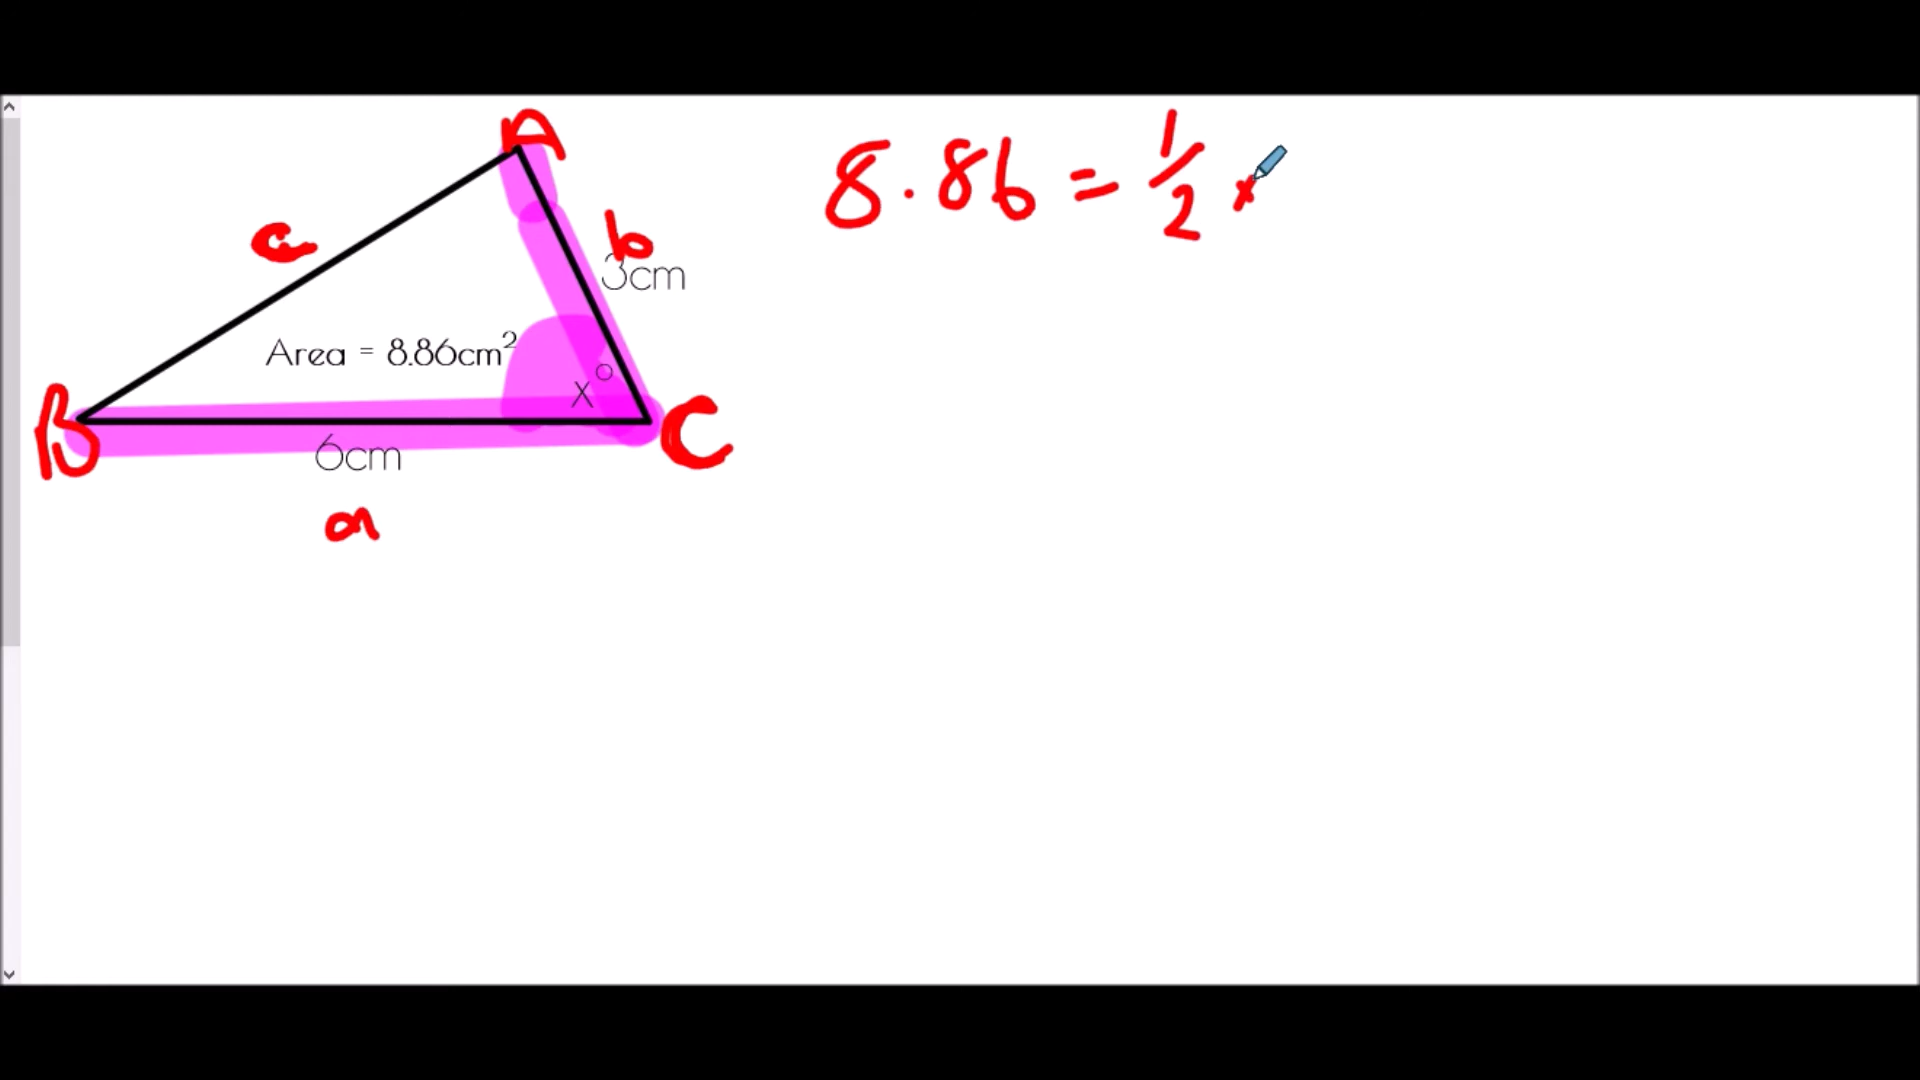 A
8.86 = 1/2 ×
c
b
3cm
Area = 8.86cm²
x°
B
C
6cm
a